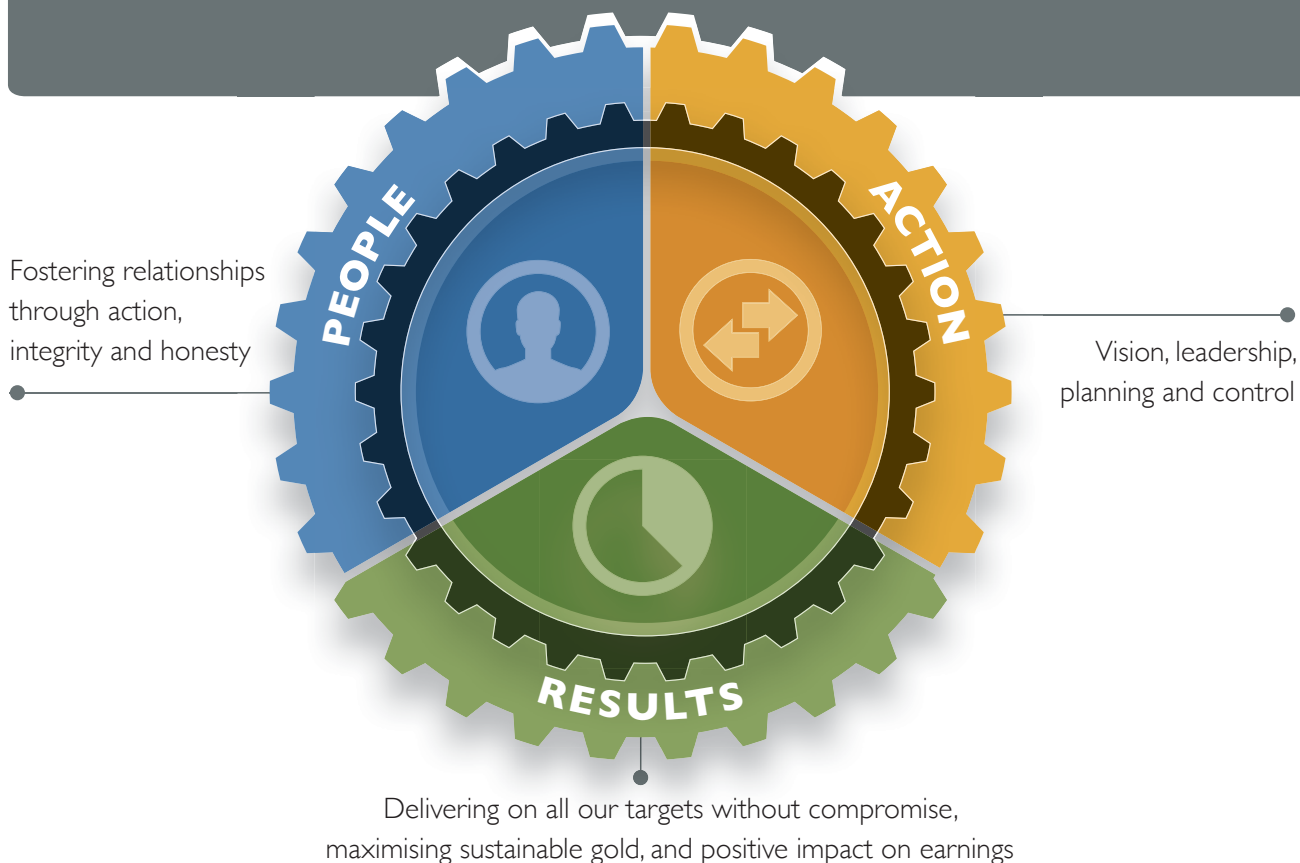 PEOPLE
ACTION
Fostering relationships
through action,
integrity and honesty
Vision, leadership,
planning and control
RESULTS
Delivering on all our targets without compromise,
maximising sustainable gold, and positive impact on earnings